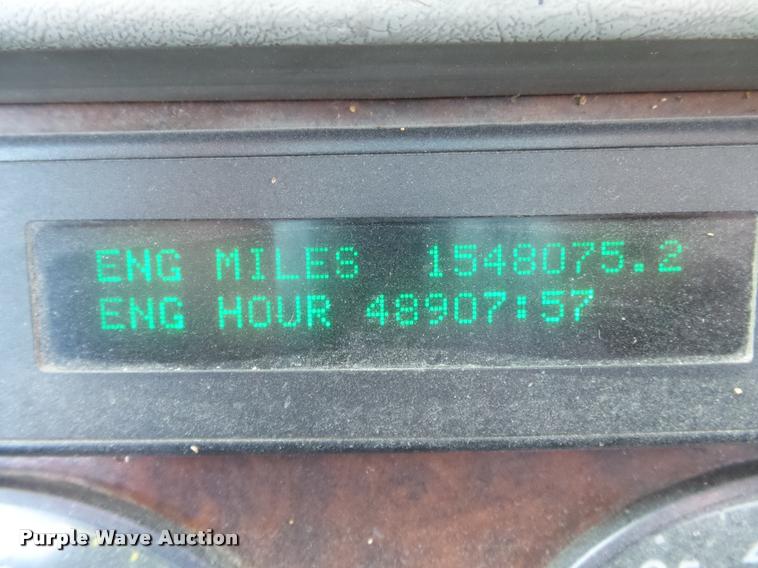 ENG MILES 1548075.2
ENG HOUR 48907:57
Purple Wave Auction